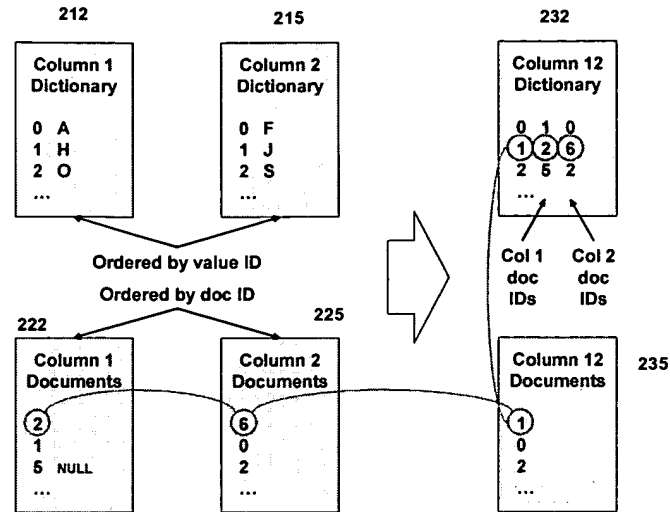 212
215
232
Column 1
Dictionary
0 A
1 H
2 O
...
Column 2
Dictionary
0 F
1 J
2 S
...
Column 12
Dictionary
0 1 0
1 2 6
2 5 2
...
Ordered by value ID
Ordered by doc ID
Col 1
doc
IDs
Col 2
doc
IDs
222
225
235
Column 1
Documents
2
1
5 NULL
...
Column 2
Documents
6
0
2
...
Column 12
Documents
1
0
2
...